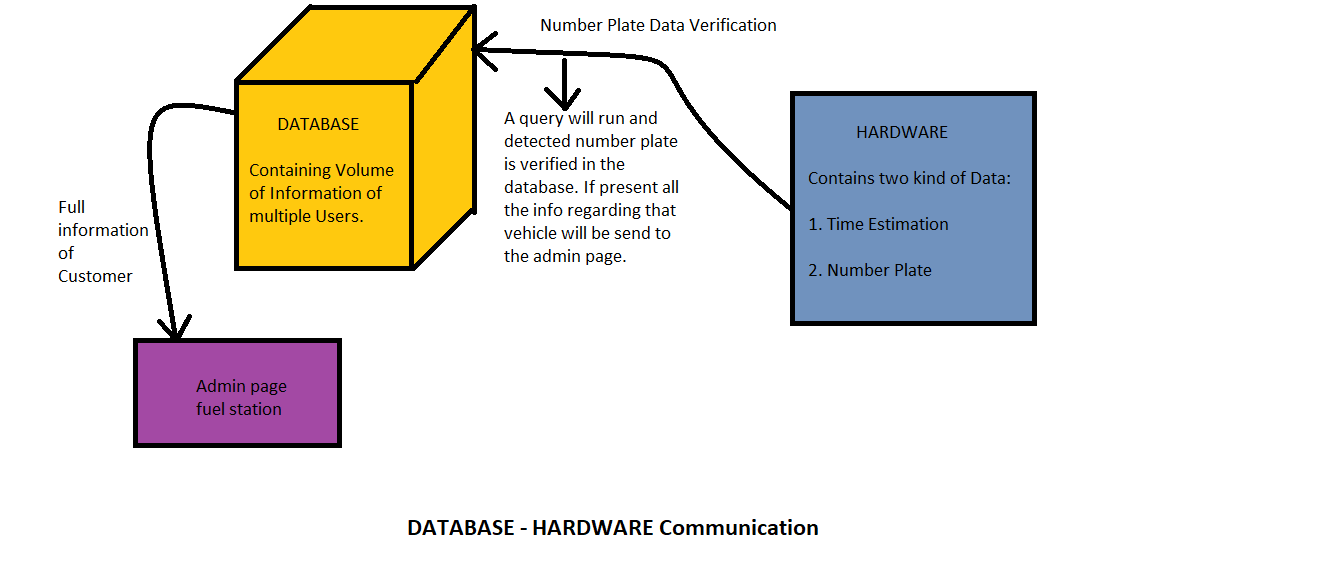 Number Plate Data Verification
DATABASE
Containing Volume
of Information of
multiple Users.
A query will run and
detected number plate
is verified in the
database. If present all
the info regarding that
vehicle will be send to
the admin page.
HARDWARE
Contains two kind of Data:
1. Time Estimation
2. Number Plate
Full
information
of
Customer
Admin page
fuel station
DATABASE - HARDWARE Communication